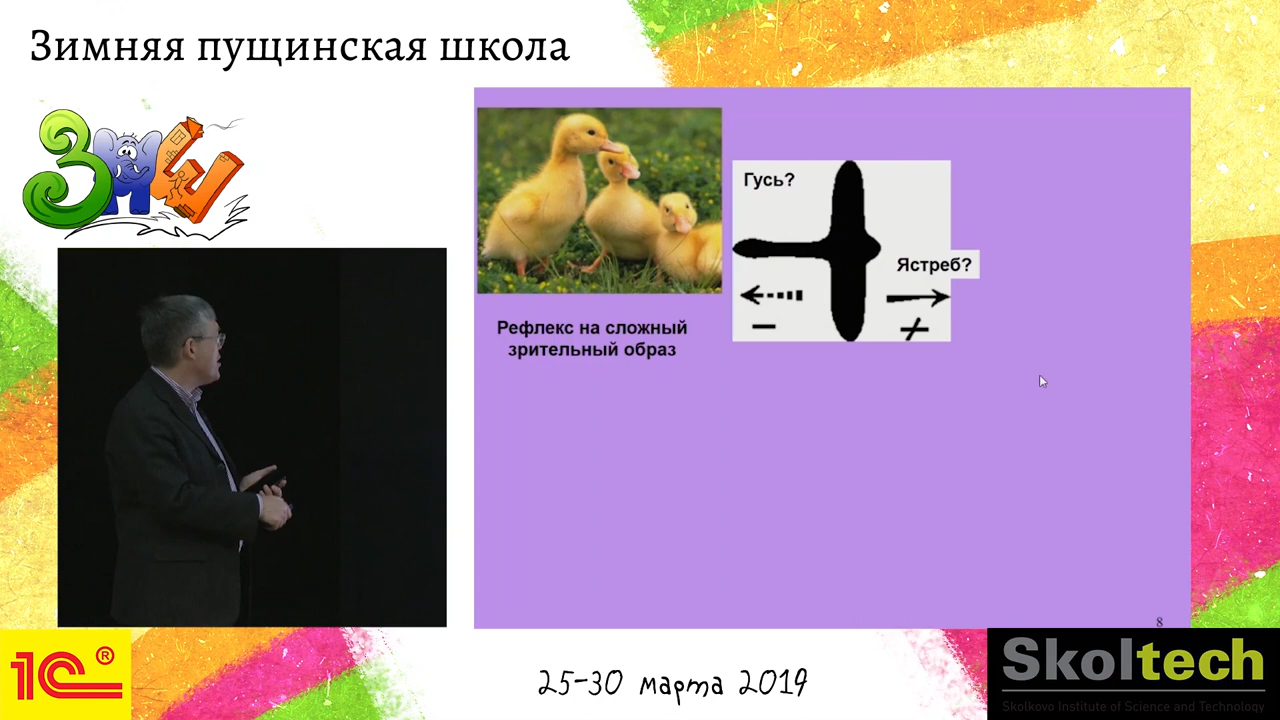 Зимняя пущинская школа
ЗПШ
Гусь?
Ястреб?
Рефлекс на сложный
зрительный образ
8
1С®
25-30 марта 2019
Skoltech
Skolkovo Institute of Science and Technology